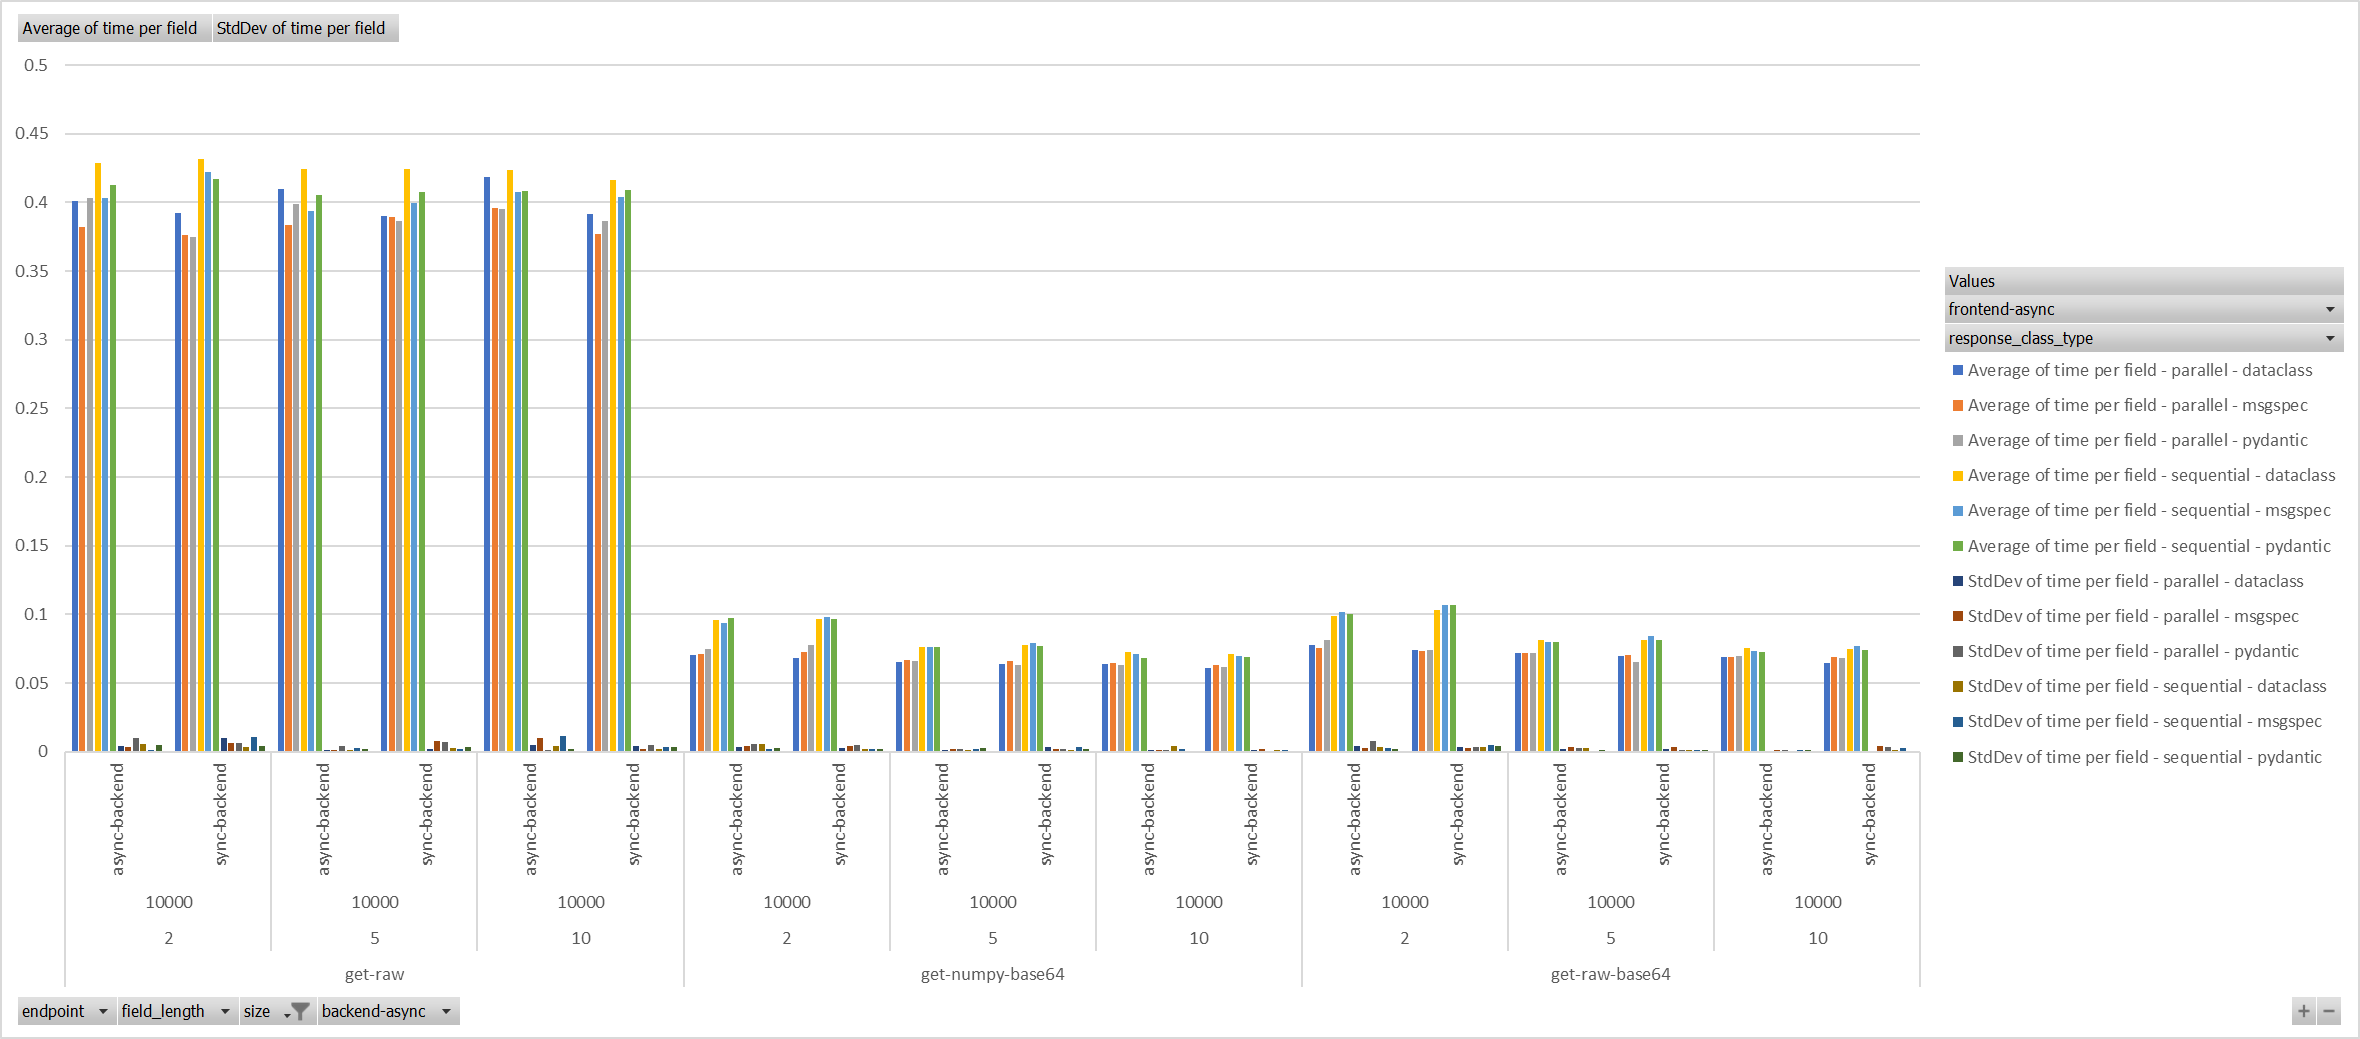 Average of time per field StdDev of time per field
0.5
0.45
0.4
0.35
0.3
0.25
0.2
0.15
0.1
0.05
0
Values
frontend-async
response_class_type
Average of time per field - parallel - dataclass
Average of time per field - parallel - msgspec
Average of time per field - parallel - pydantic
Average of time per field - sequential - dataclass
Average of time per field - sequential - msgspec
Average of time per field - sequential - pydantic
StdDev of time per field - parallel - dataclass
StdDev of time per field - parallel - msgspec
StdDev of time per field - parallel - pydantic
StdDev of time per field - sequential - dataclass
StdDev of time per field - sequential - msgspec
StdDev of time per field - sequential - pydantic
async-backend sync-backend async-backend sync-backend async-backend sync-backend async-backend sync-backend async-backend sync-backend async-backend sync-backend async-backend sync-backend async-backend sync-backend async-backend sync-backend
10000 10000 10000 10000 10000 10000 10000 10000 10000
2 5 10 2 5 10 2 5 10
get-raw get-numpy-base64 get-raw-base64
endpoint field_length size backend-async + −